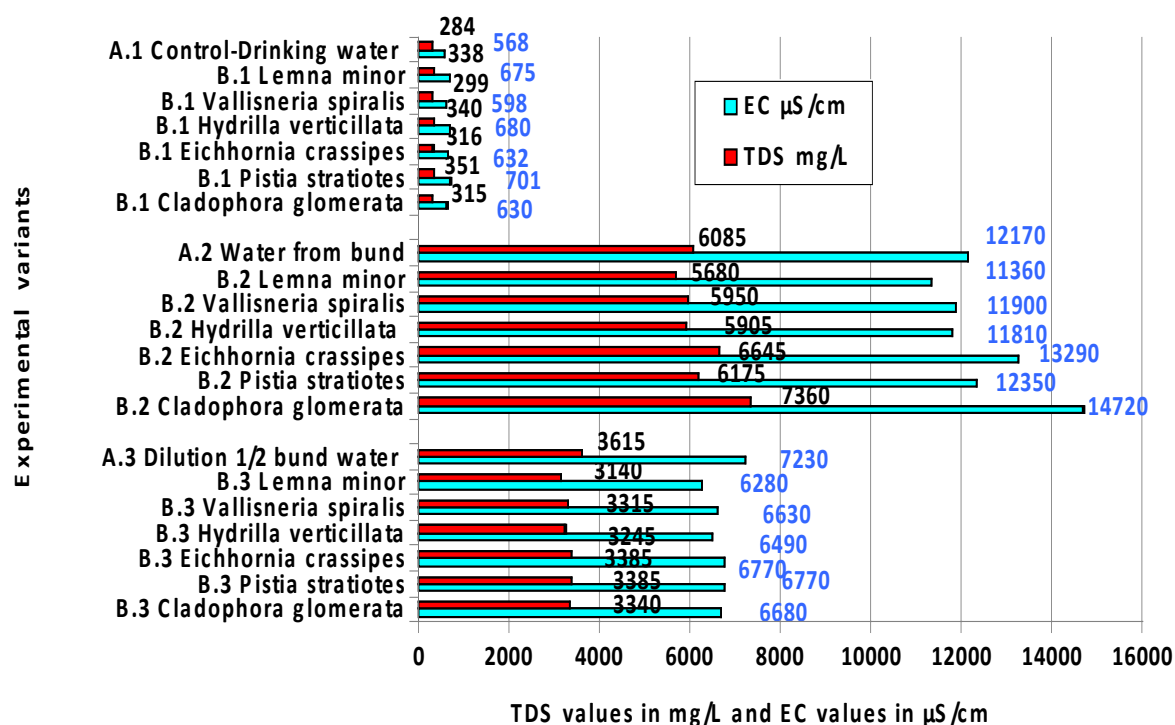 284
A.1 Control-Drinking water 338 568
B.1 Lemna minor 299 675
B.1 Vallisneria spiralis 340 598
B.1 Hydrilla verticillata 316 680
B.1 Eichhornia crassipes 351 632
B.1 Pistia stratiotes 315 701
B.1 Cladophora glomerata 630
EC µS/cm
TDS mg/L
A.2 Water from bund 6085 12170
B.2 Lemna minor 5680 11360
B.2 Vallisneria spiralis 5950 11900
B.2 Hydrilla verticillata 5905 11810
B.2 Eichhornia crassipes 6645 13290
B.2 Pistia stratiotes 6175 12350
B.2 Cladophora glomerata 7360 14720
A.3 Dilution 1/2 bund water 3615 7230
B.3 Lemna minor 3140 6280
B.3 Vallisneria spiralis 3315 6630
B.3 Hydrilla verticillata 3245 6490
B.3 Eichhornia crassipes 3385 6770
B.3 Pistia stratiotes 3385 6770
B.3 Cladophora glomerata 3340 6680
Experimental variants
0 2000 4000 6000 8000 10000 12000 14000 16000
TDS values in mg/L and EC values in µS/cm